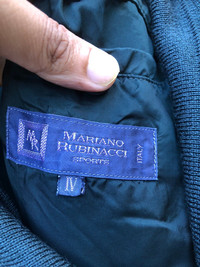 MR
MARIANO
RUBINACCI
SPORTS
ITALY
IV